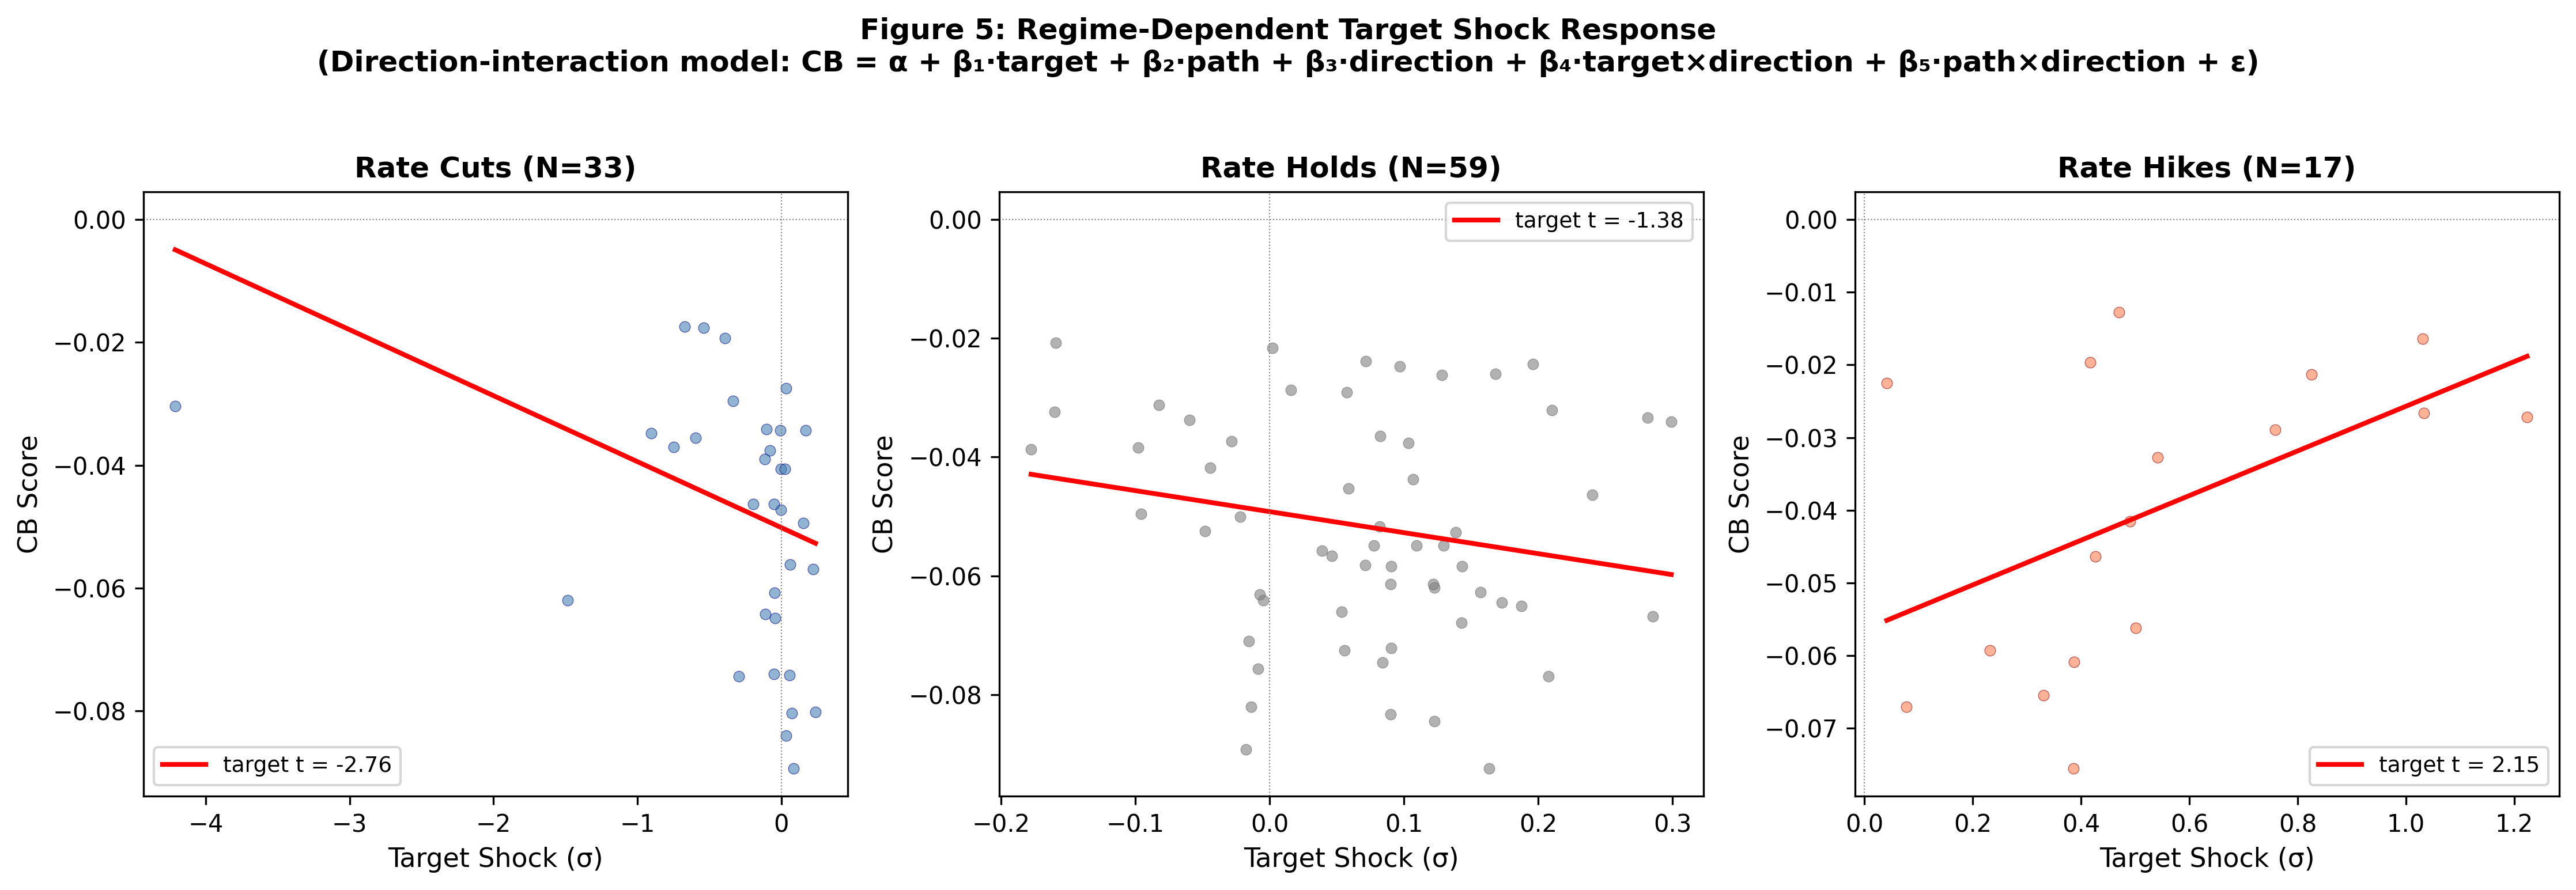 Figure 5: Regime-Dependent Target Shock Response
(Direction-interaction model: CB = α + β₁·target + β₂·path + β₃·direction + β₄·target×direction + β₅·path×direction + ε)
Rate Cuts (N=33)
CB Score
0.00
−0.02
−0.04
−0.06
−0.08
target t = -2.76
−4 −3 −2 −1 0
Target Shock (σ)
Rate Holds (N=59)
CB Score
0.00
−0.02
−0.04
−0.06
−0.08
target t = -1.38
−0.2 −0.1 0.0 0.1 0.2 0.3
Target Shock (σ)
Rate Hikes (N=17)
CB Score
0.00
−0.01
−0.02
−0.03
−0.04
−0.05
−0.06
−0.07
target t = 2.15
0.0 0.2 0.4 0.6 0.8 1.0 1.2
Target Shock (σ)